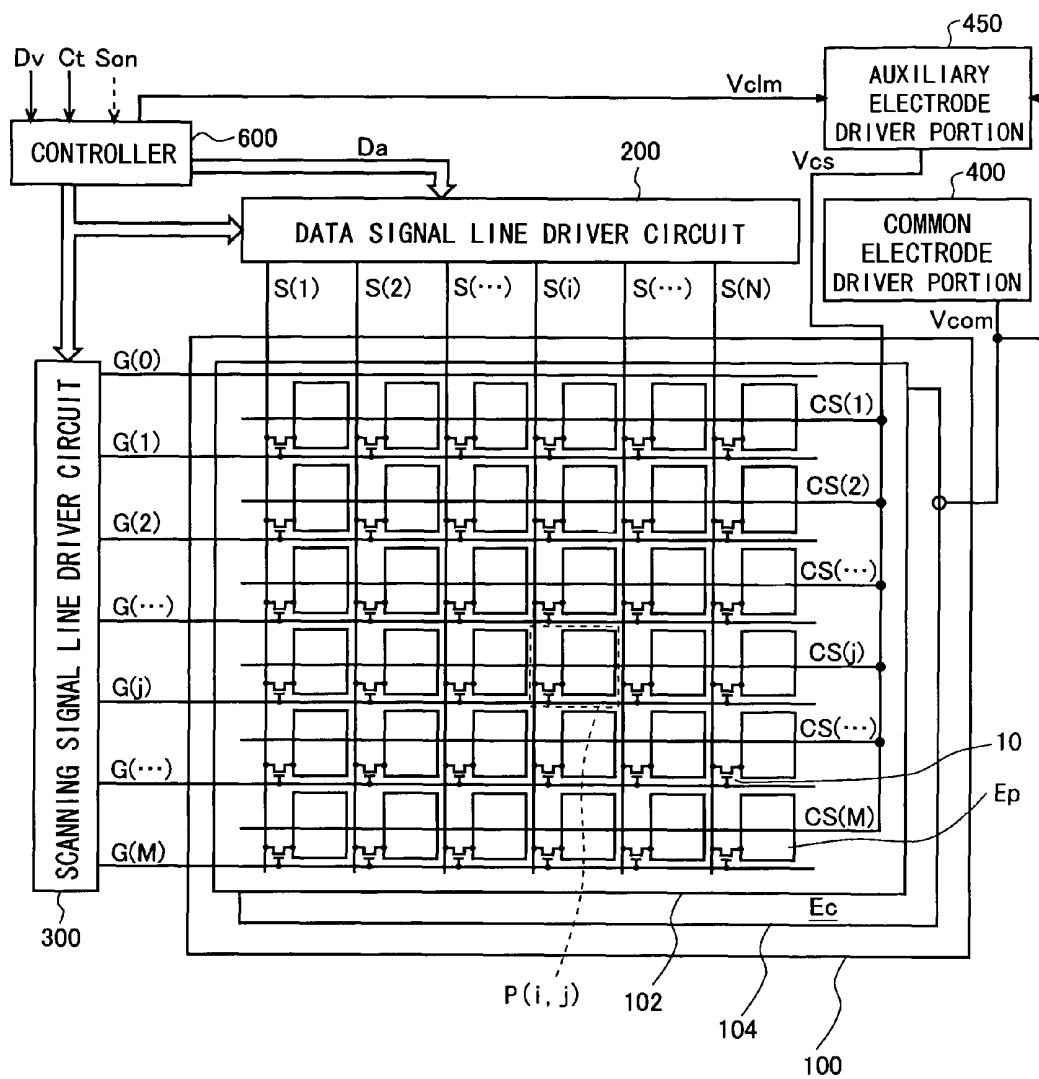 450
Dv Ct Son
Vclm
AUXILIARY
ELECTRODE
DRIVER PORTION
600
CONTROLLER
Da
200
Vcs
400
DATA SIGNAL LINE DRIVER CIRCUIT
COMMON
ELECTRODE
DRIVER PORTION
S(1) S(2) S(···) S(i) S(···) S(N)
Vcom
SCANNING SIGNAL LINE DRIVER CIRCUIT
G(0)
CS(1)
G(1)
CS(2)
G(2)
CS(···)
G(···)
CS(j)
G(j)
CS(···)
10
G(···)
Ep
CS(M)
G(M)
Ec
300
P(i, j)
102
104
100